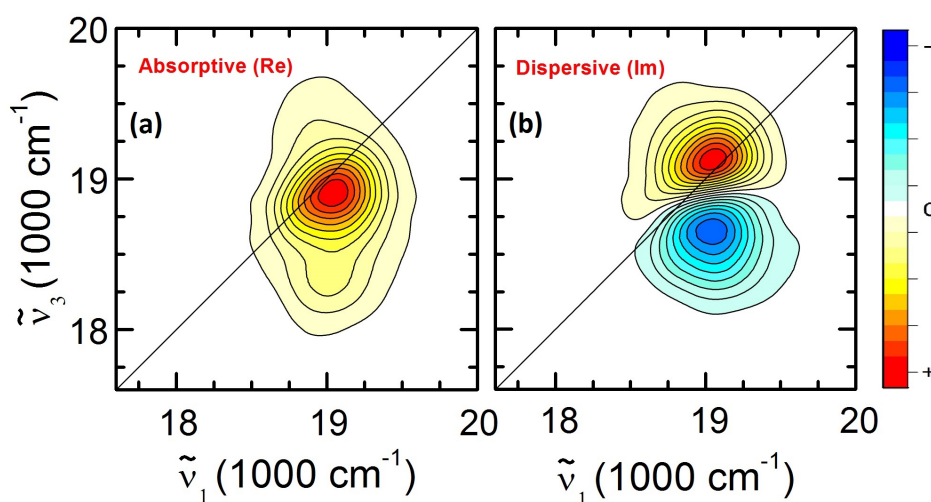 20
19
18
18
19
20
ν̃₃ (1000 cm⁻¹)
ν̃₁ (1000 cm⁻¹)
(a)
Absorptive (Re)
18
19
20
ν̃₁ (1000 cm⁻¹)
(b)
Dispersive (Im)
-
0
+